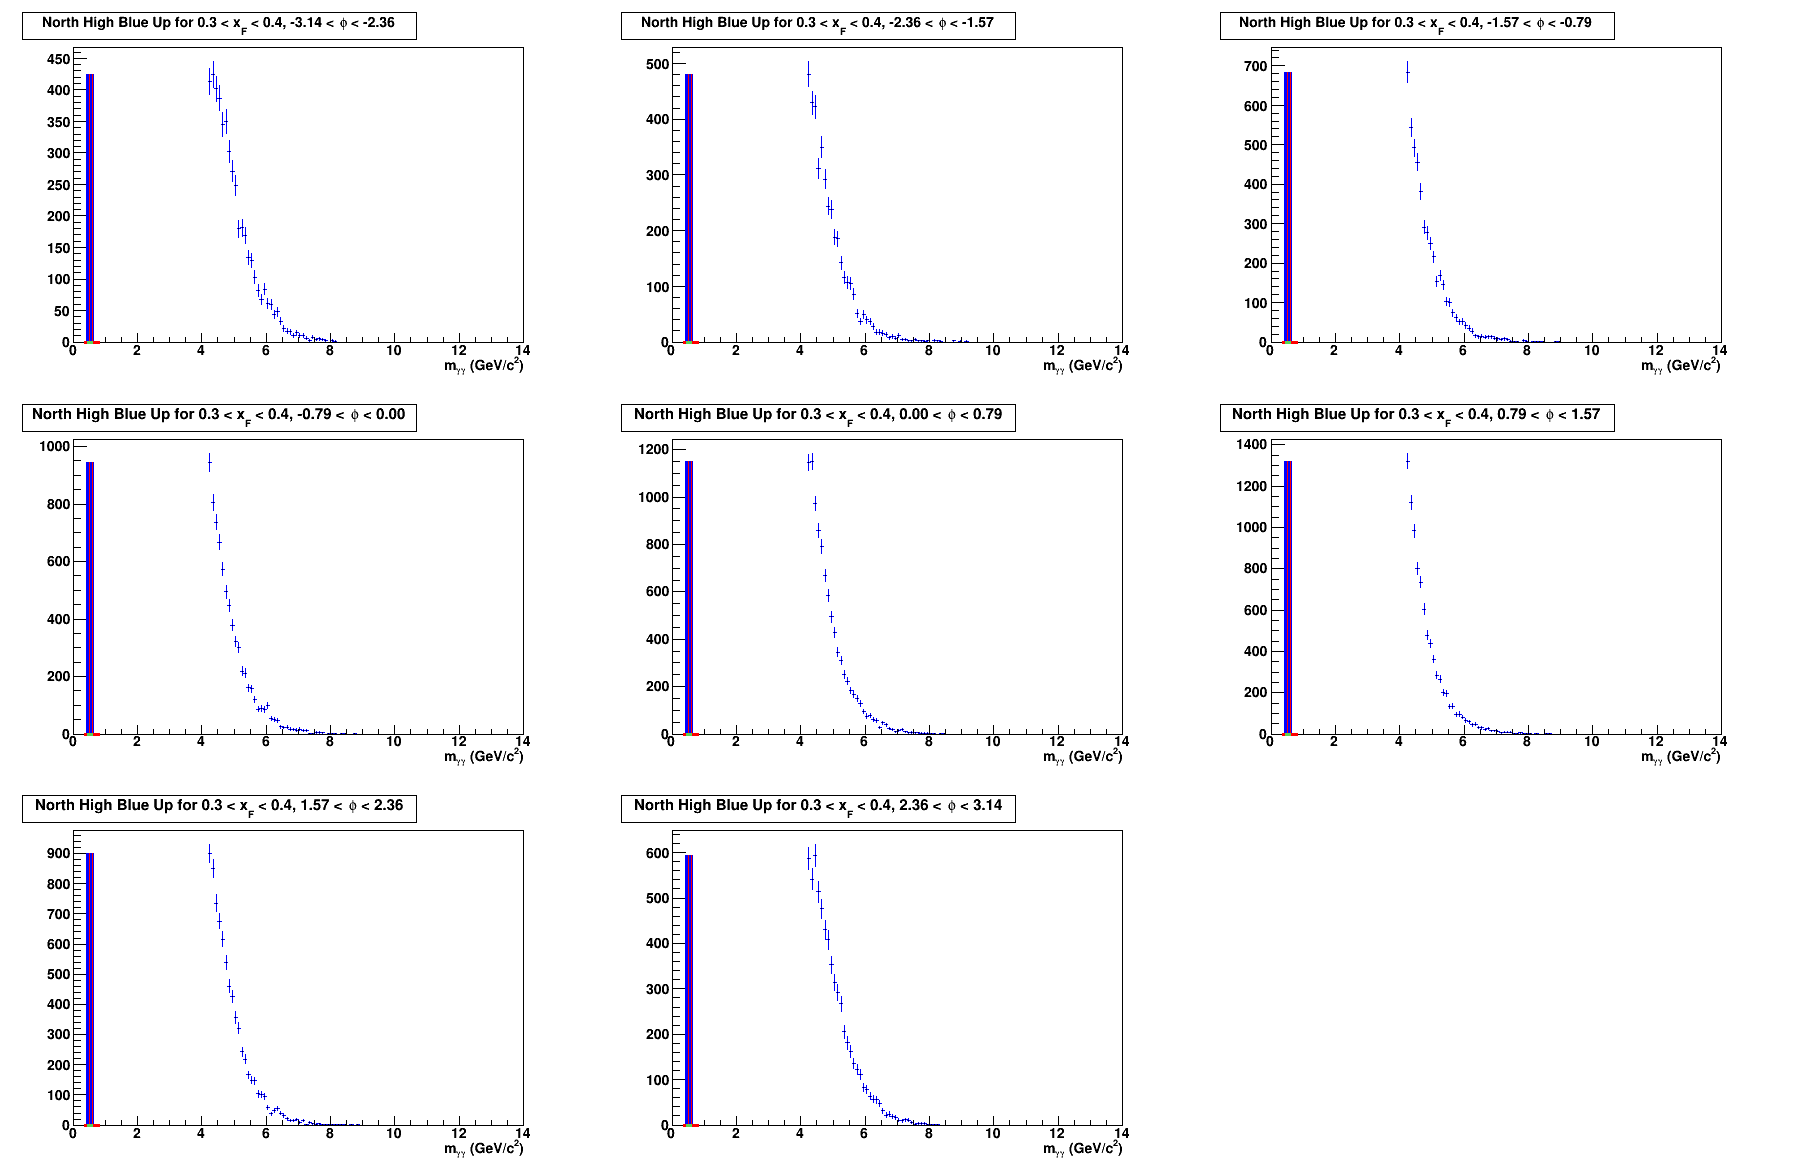 North High Blue Up for 0.3 < x_F < 0.4, -3.14 < ϕ < -2.36
450
400
350
300
250
200
150
100
50
0
0 2 4 6 8 10 12 14
m_γγ (GeV/c²)
North High Blue Up for 0.3 < x_F < 0.4, -2.36 < ϕ < -1.57
500
400
300
200
100
0
0 2 4 6 8 10 12 14
m_γγ (GeV/c²)
North High Blue Up for 0.3 < x_F < 0.4, -1.57 < ϕ < -0.79
700
600
500
400
300
200
100
0
0 2 4 6 8 10 12 14
m_γγ (GeV/c²)
North High Blue Up for 0.3 < x_F < 0.4, -0.79 < ϕ < 0.00
1000
800
600
400
200
0
0 2 4 6 8 10 12 14
m_γγ (GeV/c²)
North High Blue Up for 0.3 < x_F < 0.4, 0.00 < ϕ < 0.79
1200
1000
800
600
400
200
0
0 2 4 6 8 10 12 14
m_γγ (GeV/c²)
North High Blue Up for 0.3 < x_F < 0.4, 0.79 < ϕ < 1.57
1400
1200
1000
800
600
400
200
0
0 2 4 6 8 10 12 14
m_γγ (GeV/c²)
North High Blue Up for 0.3 < x_F < 0.4, 1.57 < ϕ < 2.36
900
800
700
600
500
400
300
200
100
0
0 2 4 6 8 10 12 14
m_γγ (GeV/c²)
North High Blue Up for 0.3 < x_F < 0.4, 2.36 < ϕ < 3.14
600
500
400
300
200
100
0
0 2 4 6 8 10 12 14
m_γγ (GeV/c²)